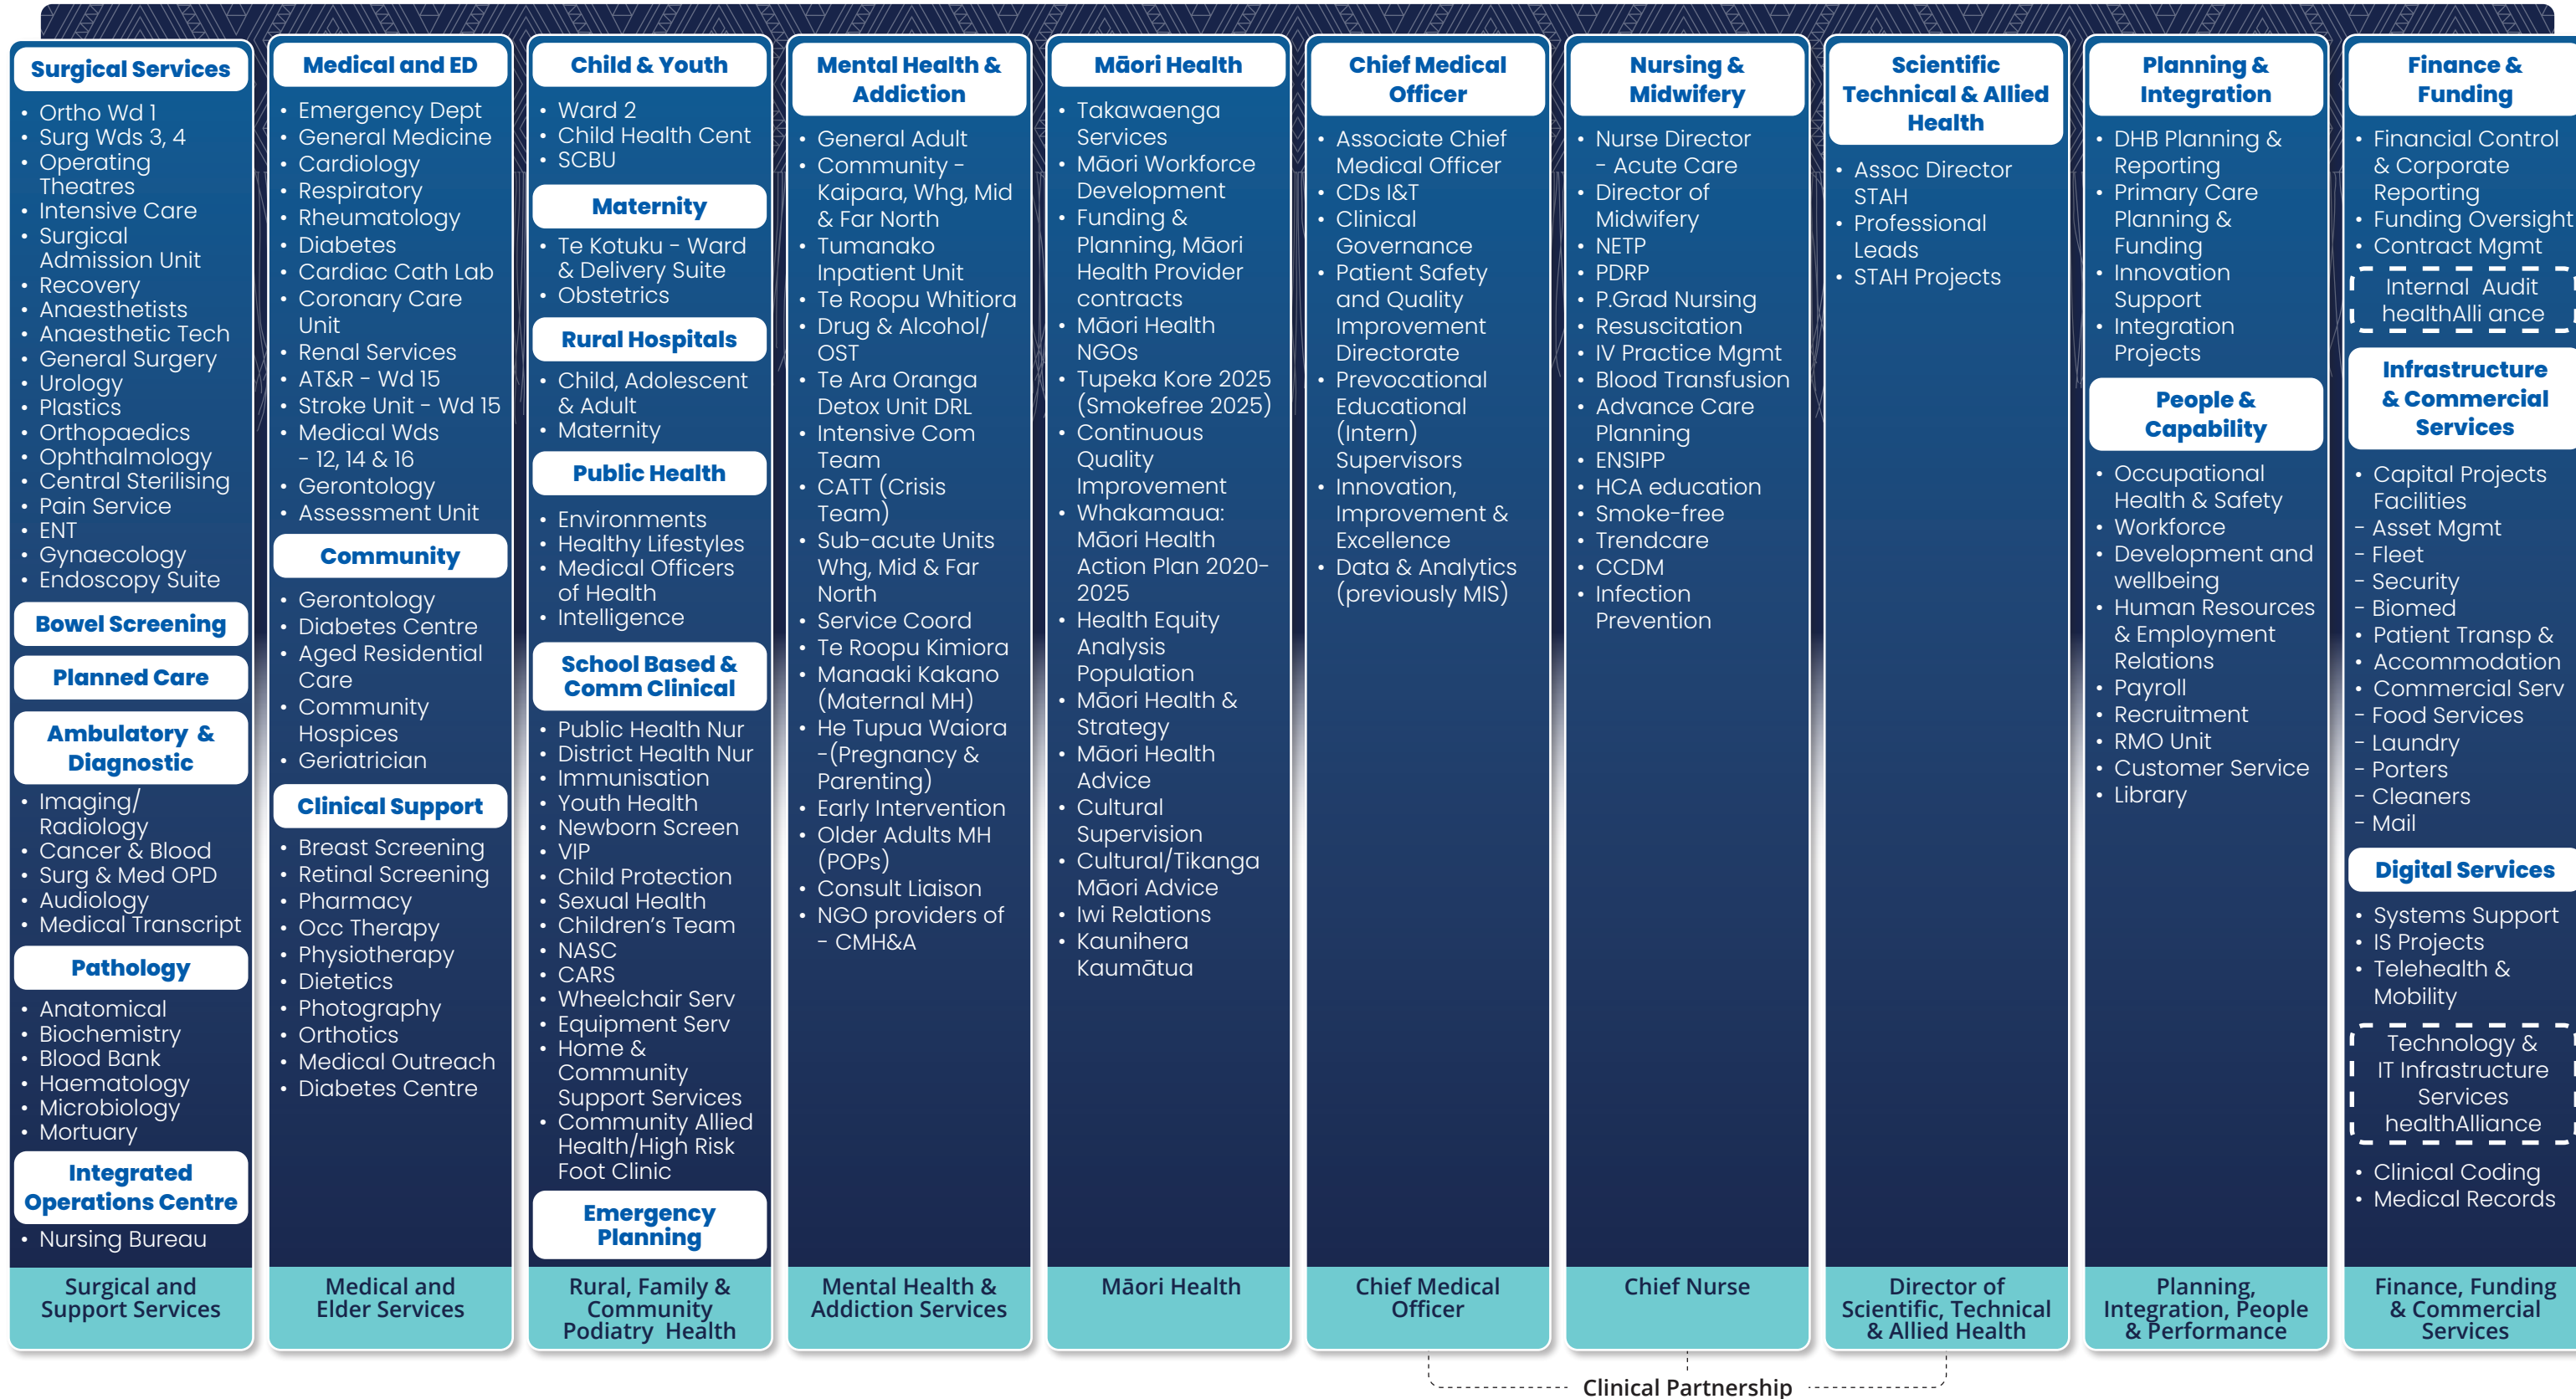 Surgical Services
• Ortho Wd 1
• Surg Wds 3, 4
• Operating
Theatres
• Intensive Care
• Surgical
Admission Unit
• Recovery
• Anaesthetists
• Anaesthetic Tech
• General Surgery
• Urology
• Plastics
• Orthopaedics
• Ophthalmology
• Central Sterilising
• Pain Service
• ENT
• Gynaecology
• Endoscopy Suite
Bowel Screening
Planned Care
Ambulatory &
Diagnostic
• Imaging/
Radiology
• Cancer & Blood
• Surg & Med OPD
• Audiology
• Medical Transcript
Pathology
• Anatomical
• Biochemistry
• Blood Bank
• Haematology
• Microbiology
• Mortuary
Integrated
Operations Centre
• Nursing Bureau
Surgical and
Support Services
Medical and ED
• Emergency Dept
• General Medicine
• Cardiology
• Respiratory
• Rheumatology
• Diabetes
• Cardiac Cath Lab
• Coronary Care
Unit
• Renal Services
• AT&R - Wd 15
• Stroke Unit - Wd 15
• Medical Wds
- 12, 14 & 16
• Gerontology
• Assessment Unit
Community
• Gerontology
• Diabetes Centre
• Aged Residential
Care
• Community
Hospices
• Geriatrician
Clinical Support
• Breast Screening
• Retinal Screening
• Pharmacy
• Occ Therapy
• Physiotherapy
• Dietetics
• Photography
• Orthotics
• Medical Outreach
• Diabetes Centre
Medical and
Elder Services
Child & Youth
• Ward 2
• Child Health Cent
• SCBU
Maternity
• Te Kotuku - Ward
& Delivery Suite
• Obstetrics
Rural Hospitals
• Child, Adolescent
& Adult
• Maternity
Public Health
• Environments
• Healthy Lifestyles
• Medical Officers
of Health
• Intelligence
School Based &
Comm Clinical
• Public Health Nur
• District Health Nur
• Immunisation
• Youth Health
• Newborn Screen
• VIP
• Child Protection
• Sexual Health
• Children's Team
• NASC
• CARS
• Wheelchair Serv
• Equipment Serv
• Home &
Community
Support Services
• Community Allied
Health/High Risk
Foot Clinic
Emergency
Planning
Rural, Family &
Community
Podiatry Health
Mental Health &
Addiction
• General Adult
• Community -
Kaipara, Whg, Mid
& Far North
• Tumanako
Inpatient Unit
• Te Roopu Whitiora
• Drug & Alcohol/
OST
• Te Ara Oranga
Detox Unit DRL
• Intensive Com
Team
• CATT (Crisis
Team)
• Sub-acute Units
Whg, Mid & Far
North
• Service Coord
• Te Roopu Kimiora
• Manaaki Kakano
(Maternal MH)
• He Tupua Waiora
-(Pregnancy &
Parenting)
• Early Intervention
• Older Adults MH
(POPs)
• Consult Liaison
• NGO providers of
- CMH&A
Mental Health &
Addiction Services
Māori Health
• Takawaenga
Services
• Māori Workforce
Development
• Funding &
Planning, Māori
Health Provider
contracts
• Māori Health
NGOs
• Tupeka Kore 2025
(Smokefree 2025)
• Continuous
Quality
Improvement
• Whakamaua:
Māori Health
Action Plan 2020-
2025
• Health Equity
Analysis
Population
• Māori Health &
Strategy
• Māori Health
Advice
• Cultural
Supervision
• Cultural/Tikanga
Māori Advice
• Iwi Relations
• Kaunihera
Kaumātua
Māori Health
Chief Medical
Officer
• Associate Chief
Medical Officer
• CDs I&T
• Clinical
Governance
• Patient Safety
and Quality
Improvement
Directorate
• Prevocational
Educational
(Intern)
Supervisors
• Innovation,
Improvement &
Excellence
• Data & Analytics
(previously MIS)
Chief Medical
Officer
Nursing &
Midwifery
• Nurse Director
- Acute Care
• Director of
Midwifery
• NETP
• PDRP
• P.Grad Nursing
• Resuscitation
• IV Practice Mgmt
• Blood Transfusion
• Advance Care
Planning
• ENSIPP
• HCA education
• Smoke-free
• Trendcare
• CCDM
• Infection
Prevention
Chief Nurse
Scientific
Technical & Allied
Health
• Assoc Director
STAH
• Professional
Leads
• STAH Projects
Director of
Scientific, Technical
& Allied Health
Planning &
Integration
• DHB Planning &
Reporting
• Primary Care
Planning &
Funding
• Innovation
Support
• Integration
Projects
People &
Capability
• Occupational
Health & Safety
• Workforce
• Development and
wellbeing
• Human Resources
& Employment
Relations
• Payroll
• Recruitment
• RMO Unit
• Customer Service
• Library
Planning,
Integration, People
& Performance
Finance &
Funding
• Financial Control
& Corporate
Reporting
• Funding Oversight
• Contract Mgmt
Internal Audit
healthAlli ance
Infrastructure
& Commercial
Services
• Capital Projects
Facilities
- Asset Mgmt
- Fleet
- Security
- Biomed
• Patient Transp &
• Accommodation
• Commercial Serv
- Food Services
- Laundry
- Porters
- Cleaners
- Mail
Digital Services
• Systems Support
• IS Projects
• Telehealth &
Mobility
Technology &
IT Infrastructure
Services
healthAlliance
• Clinical Coding
• Medical Records
Finance, Funding
& Commercial
Services
Clinical Partnership